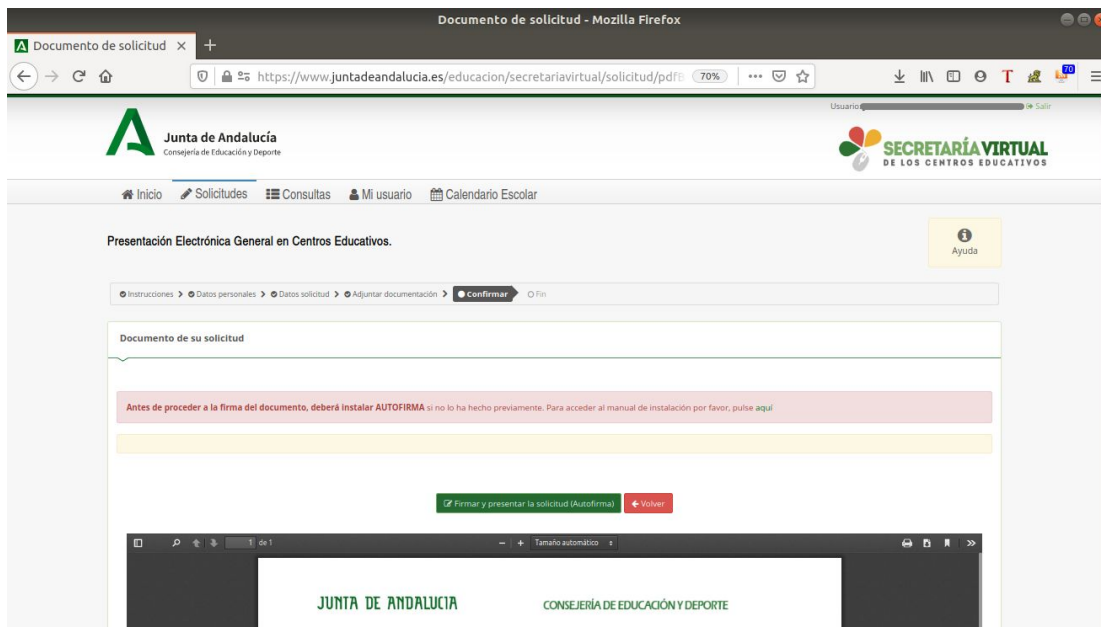 Documento de solicitud - Mozilla Firefox
Documento de solicitud
https://www.juntadeandalucia.es/educacion/secretariavirtual/solicitud/pdf 70%
T 70
Usuario: Salir
Junta de Andalucía
Consejería de Educación y Deporte
SECRETARÍA VIRTUAL
DE LOS CENTROS EDUCATIVOS
Inicio Solicitudes Consultas Mi usuario Calendario Escolar
Presentación Electrónica General en Centros Educativos.
Ayuda
Instrucciones Datos personales Datos solicitud Adjuntar documentación Confirmar Fin
Documento de su solicitud
Antes de proceder a la firma del documento, deberá instalar AUTOFIRMA si no lo ha hecho previamente. Para acceder al manual de instalación por favor, pulse aquí
Firmar y presentar la solicitud (Autofirma) Volver
1 de 1 Tamaño automático
JUNTA DE ANDALUCIA CONSEJERÍA DE EDUCACIÓN Y DEPORTE